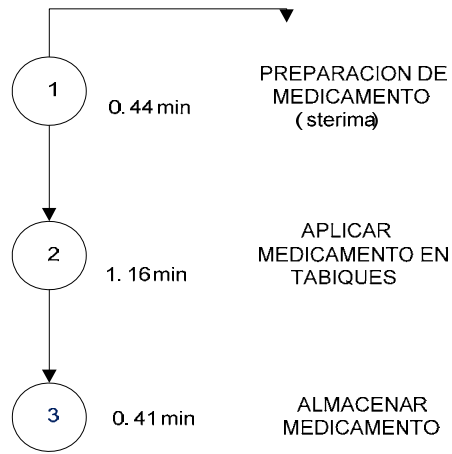 1
0.44 min
PREPARACION DE
MEDICAMENTO
(sterima)
2
1.16 min
APLICAR
MEDICAMENTO EN
TABIQUES
3
0.41 min
ALMACENAR
MEDICAMENTO